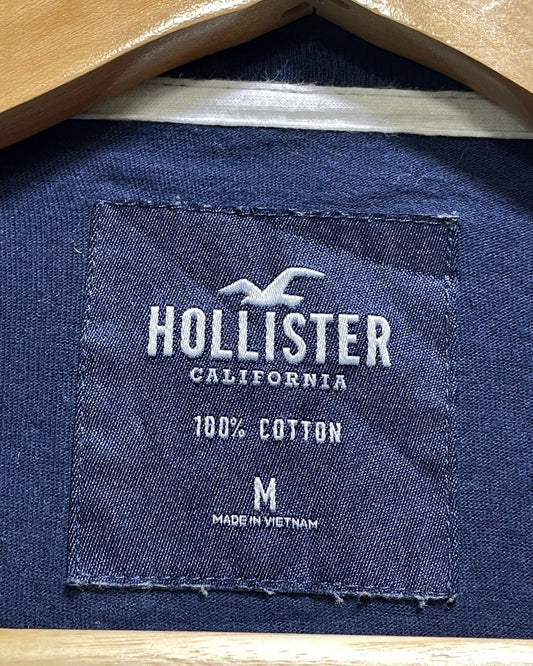 HOLLISTER
CALIFORNIA
100% COTTON
M
MADE IN VIETNAM